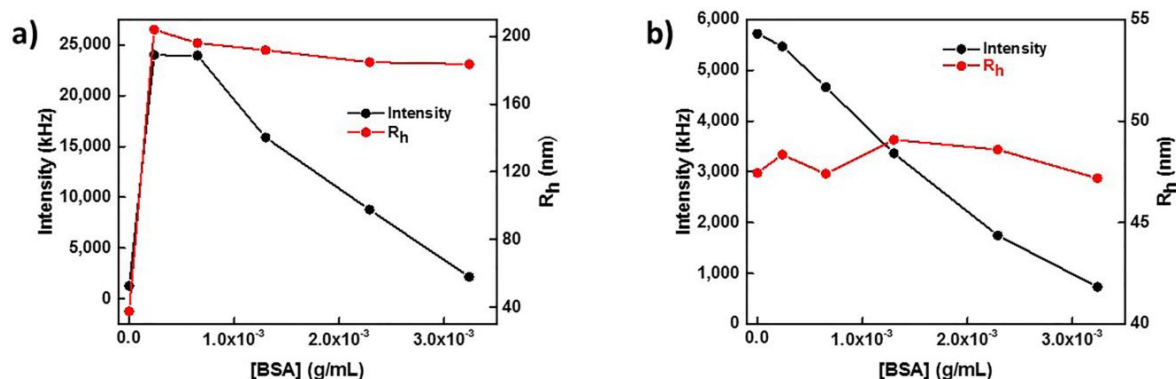 a)
Intensity (kHz)
25,000
20,000
15,000
10,000
5,000
0
Intensity
Rh
200
160
120
80
40
Rh (nm)
0.0
1.0x10-3
2.0x10-3
3.0x10-3
[BSA] (g/mL)
b)
Intensity (kHz)
6,000
5,000
4,000
3,000
2,000
1,000
0
Intensity
Rh
55
50
45
40
Rh (nm)
0.0
1.0x10-3
2.0x10-3
3.0x10-3
[BSA] (g/mL)